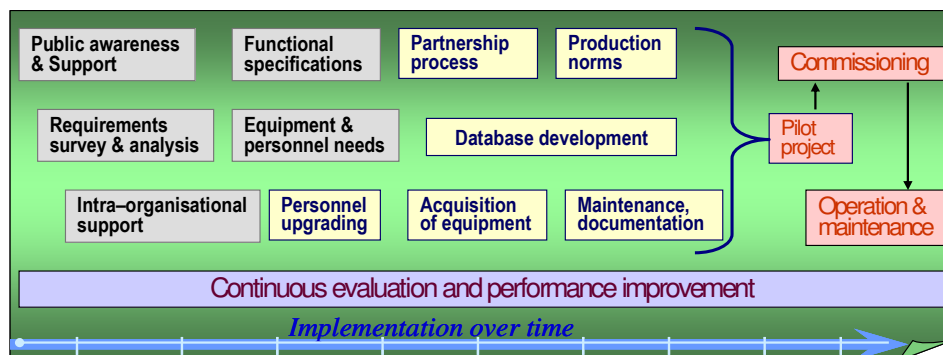 Public awareness
& Support
Functional
specifications
Partnership
process
Production
norms
Commissioning
Requirements
survey & analysis
Equipment &
personnel needs
Database development
Pilot
project
Intra–organisational
support
Personnel
upgrading
Acquisition
of equipment
Maintenance,
documentation
Operation &
maintenance
Continuous evaluation and performance improvement
Implementation over time